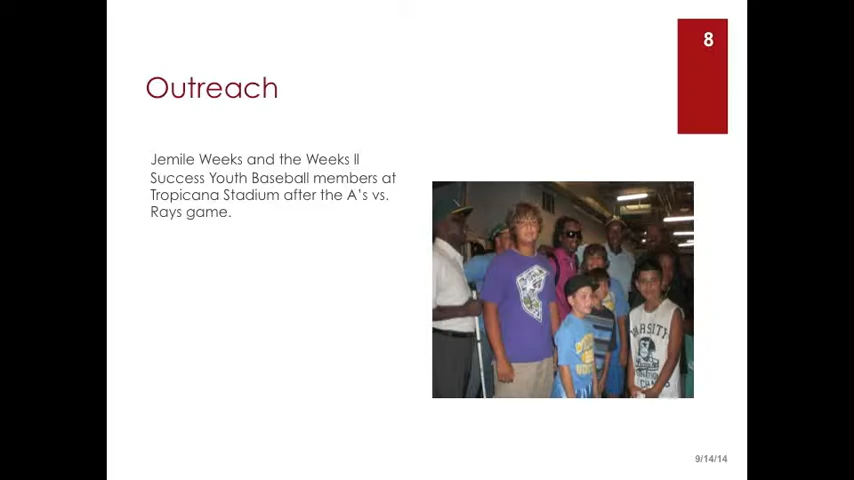 8
Outreach
Jemile Weeks and the Weeks II
Success Youth Baseball members at
Tropicana Stadium after the A's vs.
Rays game.
9/14/14